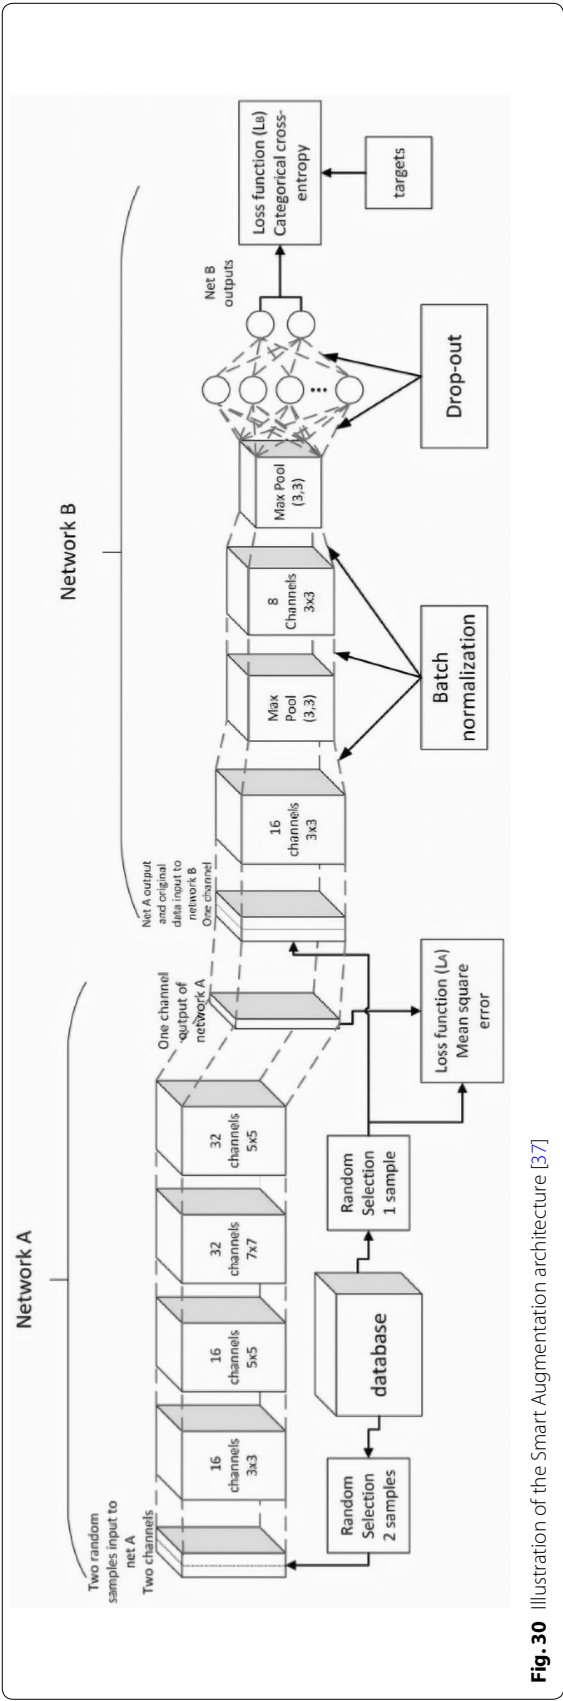 Network A
Network B
Two random
samples input to
net A
Two channels
16
channels
3x3
16
channels
5x5
32
channels
7x7
32
channels
5x5
One channel
output of
network A
Net A output
and original
data input to
network B
One channel
16
channels
3x3
Max
Pool
(3,3)
8
Channels
3x3
Max Pool
(3,3)
Net B
outputs
Loss function (LB)
Categorical cross-
entropy
targets
Random
Selection
2 samples
database
Random
Selection
1 sample
Loss function (LA)
Mean square
error
Batch
normalization
Drop-out
Fig. 30 Illustration of the Smart Augmentation architecture [37]